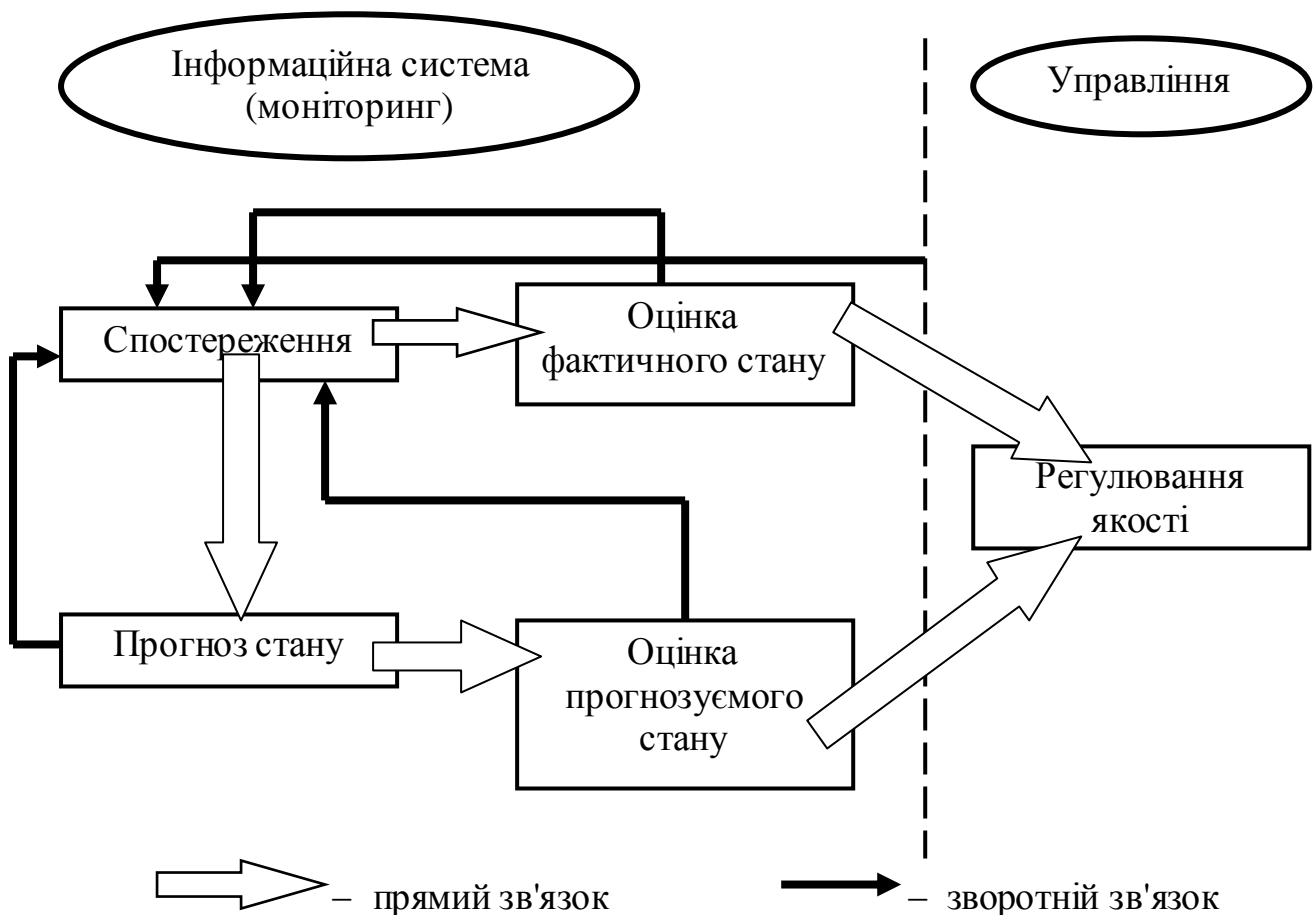 Інформаційна система
(моніторинг)
Управління
Спостереження
Оцінка
фактичного стану
Регулювання
якості
Прогноз стану
Оцінка
прогнозуємого
стану
– прямий зв'язок
– зворотній зв'язок